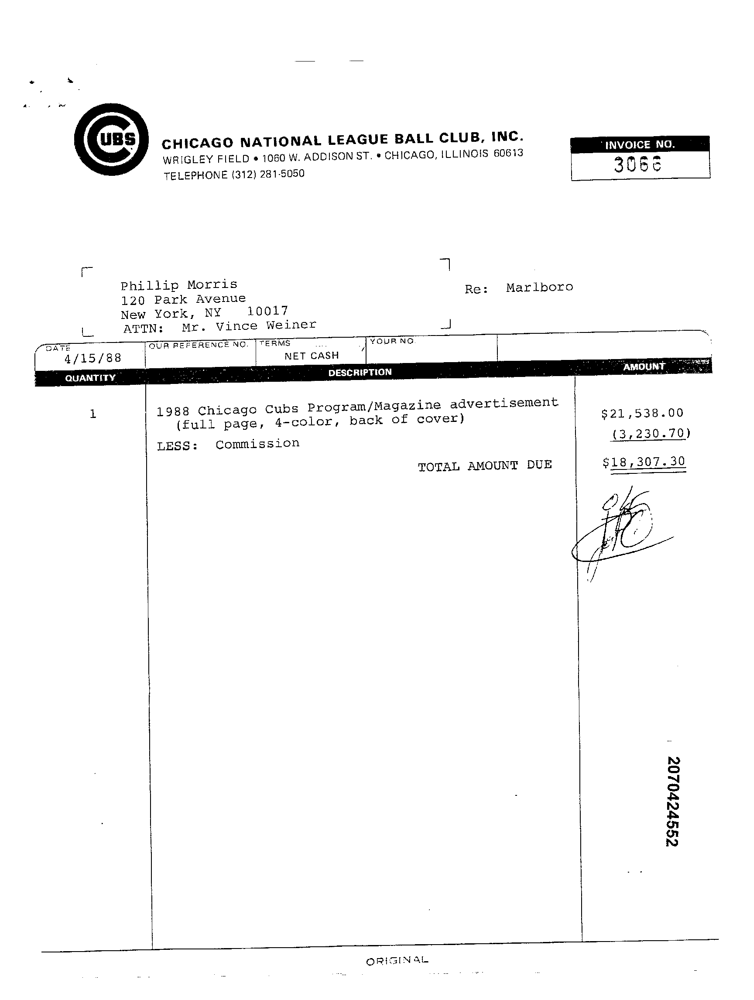 CUBS
CHICAGO NATIONAL LEAGUE BALL CLUB, INC.
WRIGLEY FIELD • 1060 W. ADDISON ST. • CHICAGO, ILLINOIS 60613
TELEPHONE (312) 281-5050
INVOICE NO.
3066
Phillip Morris
120 Park Avenue
New York, NY 10017
ATTN: Mr. Vince Weiner
Re: Marlboro
DATE OUR REFERENCE NO. TERMS YOUR NO.
4/15/88 NET CASH
QUANTITY DESCRIPTION AMOUNT
1 1988 Chicago Cubs Program/Magazine advertisement $21,538.00
(full page, 4-color, back of cover)
LESS: Commission (3,230.70)
TOTAL AMOUNT DUE $18,307.30
2070424552
ORIGINAL